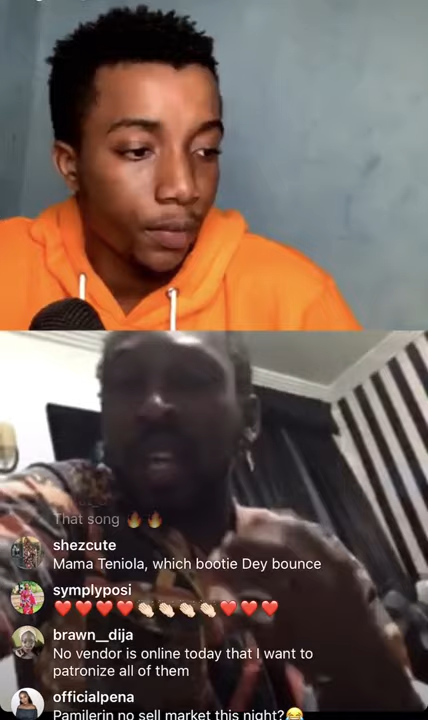 That song 🔥🔥
shezcute
Mama Teniola, which bootie Dey bounce
symplyposi
❤️❤️❤️❤️👏🏻👏🏻👏🏻👏🏻❤️❤️❤️
brawn__dija
No vendor is online today that I want to
patronize all of them
officialpena
Pamilerin no sell market this night?😂